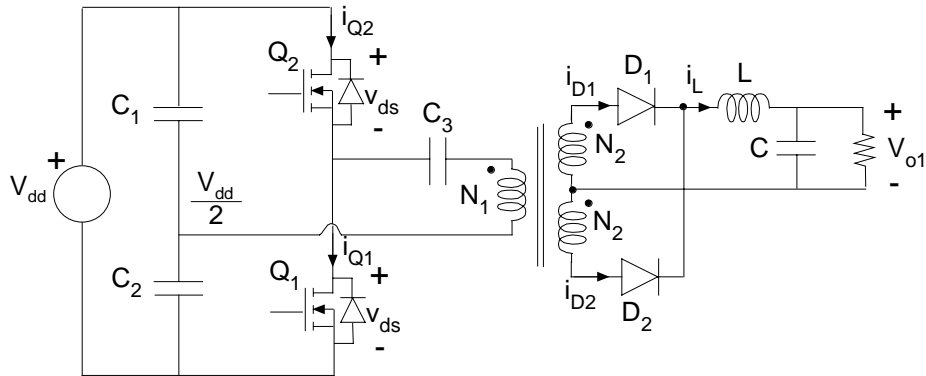 i_Q2
+
Q_2
v_ds
-
C_1
C_3
+
V_dd
V_dd/2
N_1
i_Q1
+
Q_1
v_ds
-
C_2
i_D1
D_1
i_L
L
N_2
C
+
V_o1
-
N_2
i_D2
D_2